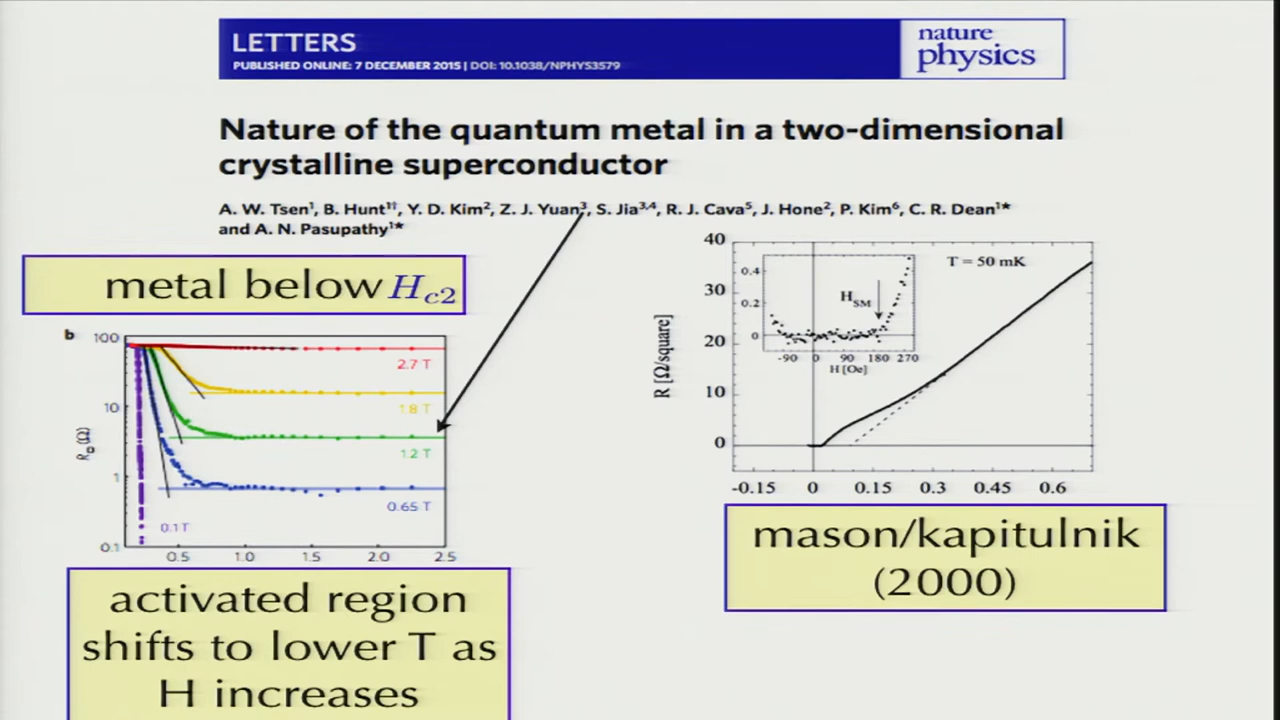 LETTERS
PUBLISHED ONLINE: 7 DECEMBER 2015 | DOI: 10.1038/NPHYS3579
nature
physics
Nature of the quantum metal in a two-dimensional
crystalline superconductor
A. W. Tsen¹, B. Hunt¹†, Y. D. Kim², Z. J. Yuan³, S. Jia³,⁴, R. J. Cava⁵, J. Hone², P. Kim⁶, C. R. Dean¹★
and A. N. Pasupathy¹★
metal below H_c2
b
100
10
1
0.1
R□ (Ω)
2.7 T
1.8 T
1.2 T
0.65 T
0.1 T
0.5 1.0 1.5 2.0 2.5
activated region
shifts to lower T as
H increases
40
30
20
10
0
R [Ω/square]
T = 50 mK
0.4
0.2
0
H_SM
-90 0 90 180 270
H [Oe]
-0.15 0 0.15 0.3 0.45 0.6
mason/kapitulnik
(2000)